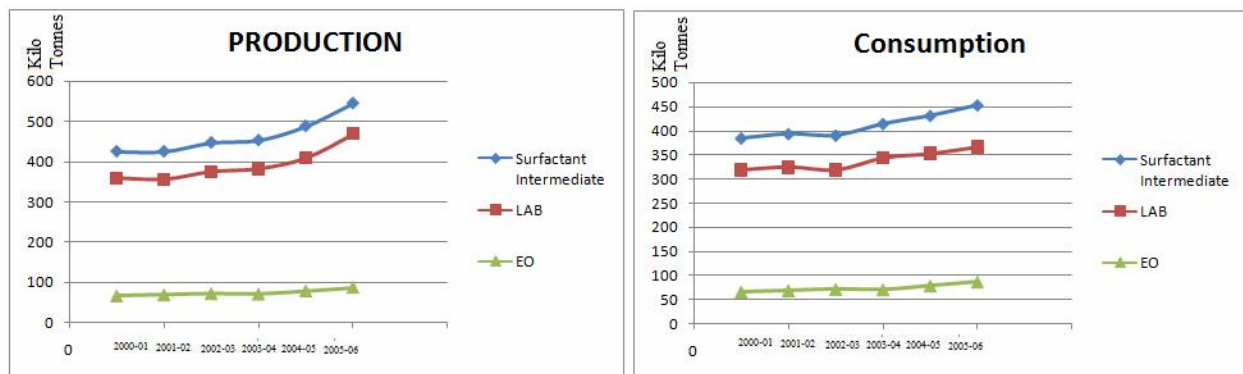 PRODUCTION
Kilo
Tonnes
600
500
400
300
200
100
0
0
2000-01 2001-02 2002-03 2003-04 2004-05 2005-06
Surfactant
Intermediate
LAB
EO
Consumption
Kilo
Tonnes
500
450
400
350
300
250
200
150
100
50
0
0
2000-01 2001-02 2002-03 2003-04 2004-05 2005-06
Surfactant
Intermediate
LAB
EO